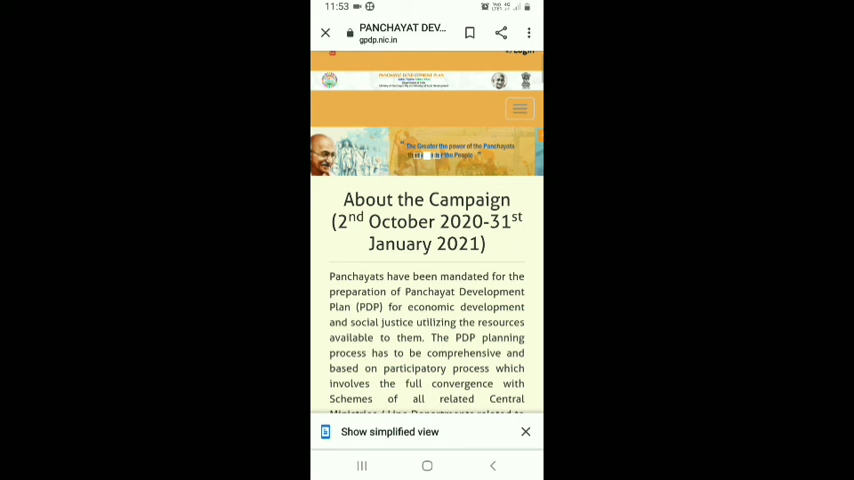 11:53
PANCHAYAT DEV...
gpdp.nic.in
Login
PANCHAYAT DEVELOPMENT PLAN
" The Greater the power of the Panchayats
the People "
About the Campaign
(2nd October 2020-31st
January 2021)
Panchayats have been mandated for the
preparation of Panchayat Development
Plan (PDP) for economic development
and social justice utilizing the resources
available to them. The PDP planning
process has to be comprehensive and
based on participatory process which
involves the full convergence with
Schemes of all related Central
Show simplified view